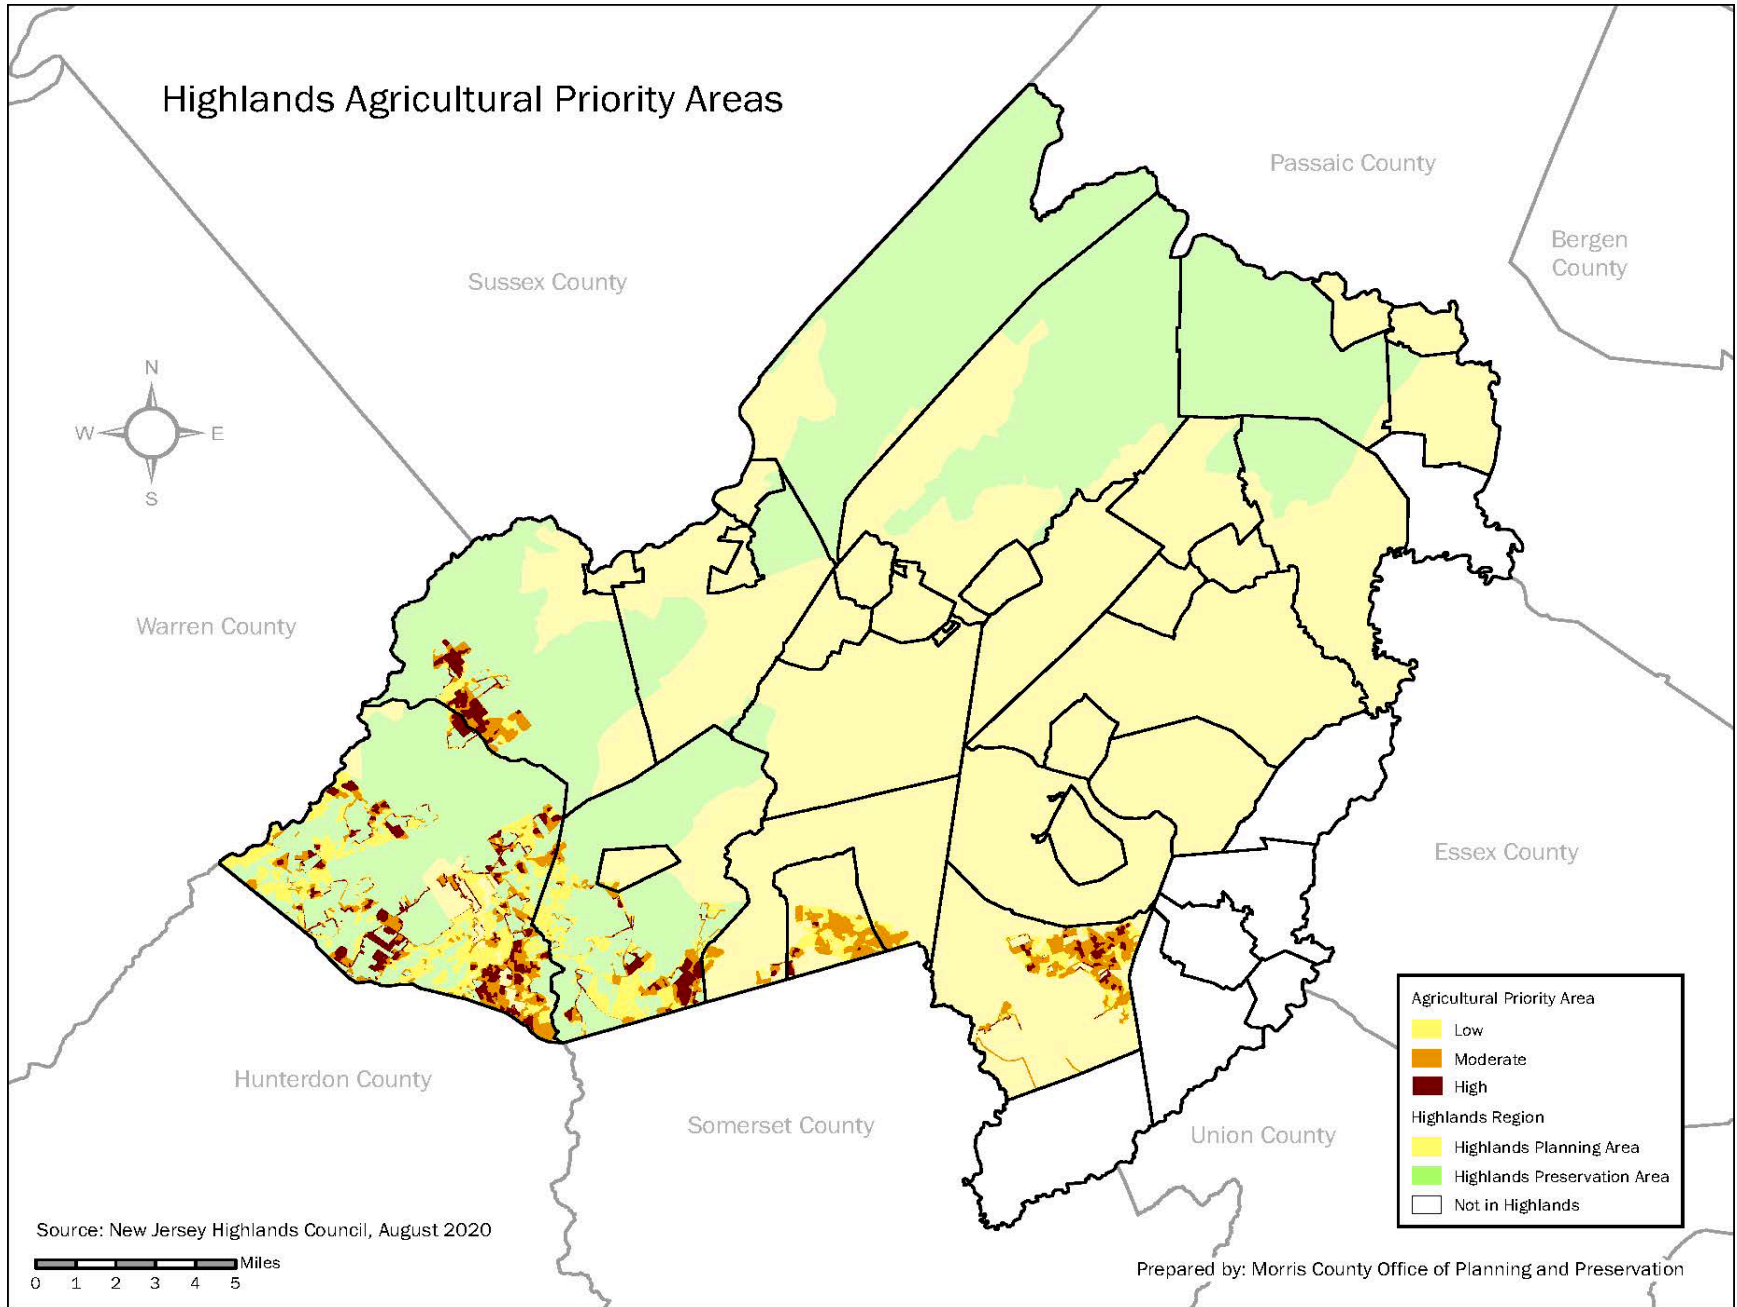 Highlands Agricultural Priority Areas
Passaic County
Bergen
County
Sussex County
N
W
E
S
Warren County
Essex County
Hunterdon County
Somerset County
Union County
Agricultural Priority Area
Low
Moderate
High
Highlands Region
Highlands Planning Area
Highlands Preservation Area
Not in Highlands
Source: New Jersey Highlands Council, August 2020
Miles
0 1 2 3 4 5
Prepared by: Morris County Office of Planning and Preservation